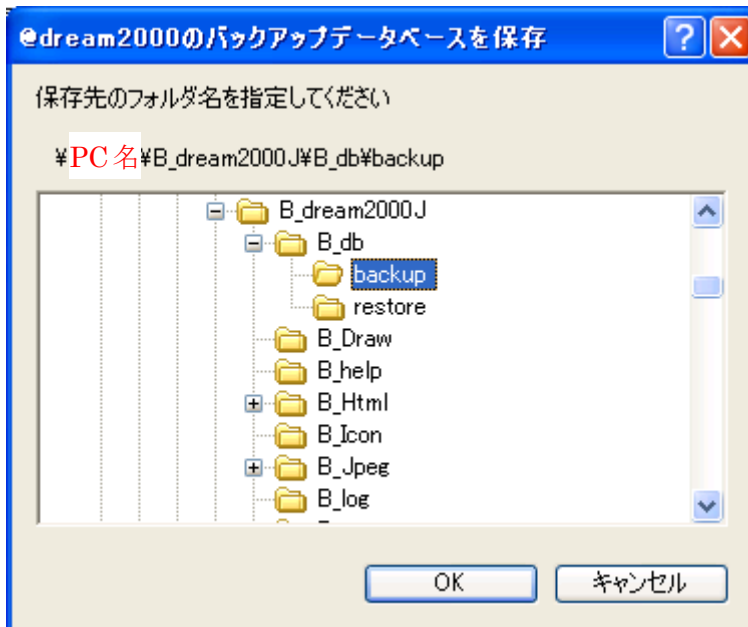 @dream2000のバックアップデータベースを保存
保存先のフォルダ名を指定してください
¥PC名¥B_dream2000J¥B_db¥backup
B_dream2000J
B_db
backup
restore
B_Draw
B_help
B_Html
B_Icon
B_Jpeg
B_log
OK
キャンセル